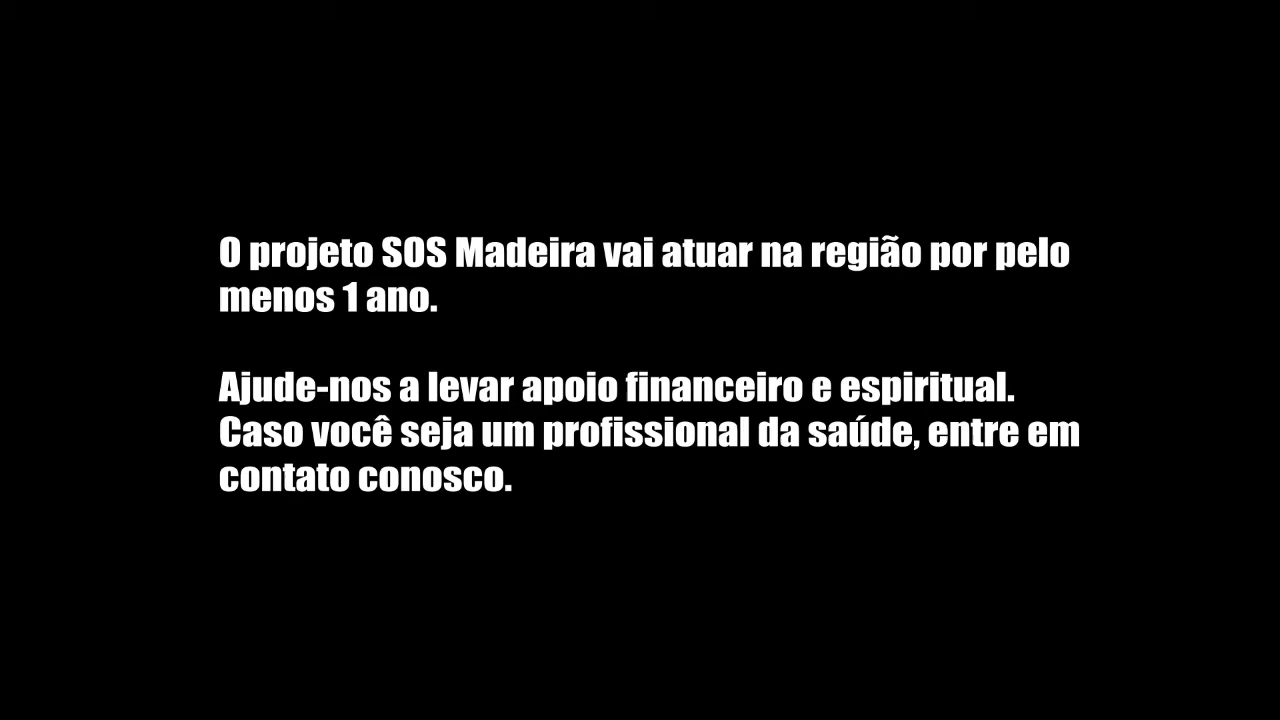 O projeto SOS Madeira vai atuar na região por pelo
menos 1 ano.
Ajude-nos a levar apoio financeiro e espiritual.
Caso você seja um profissional da saúde, entre em
contato conosco.